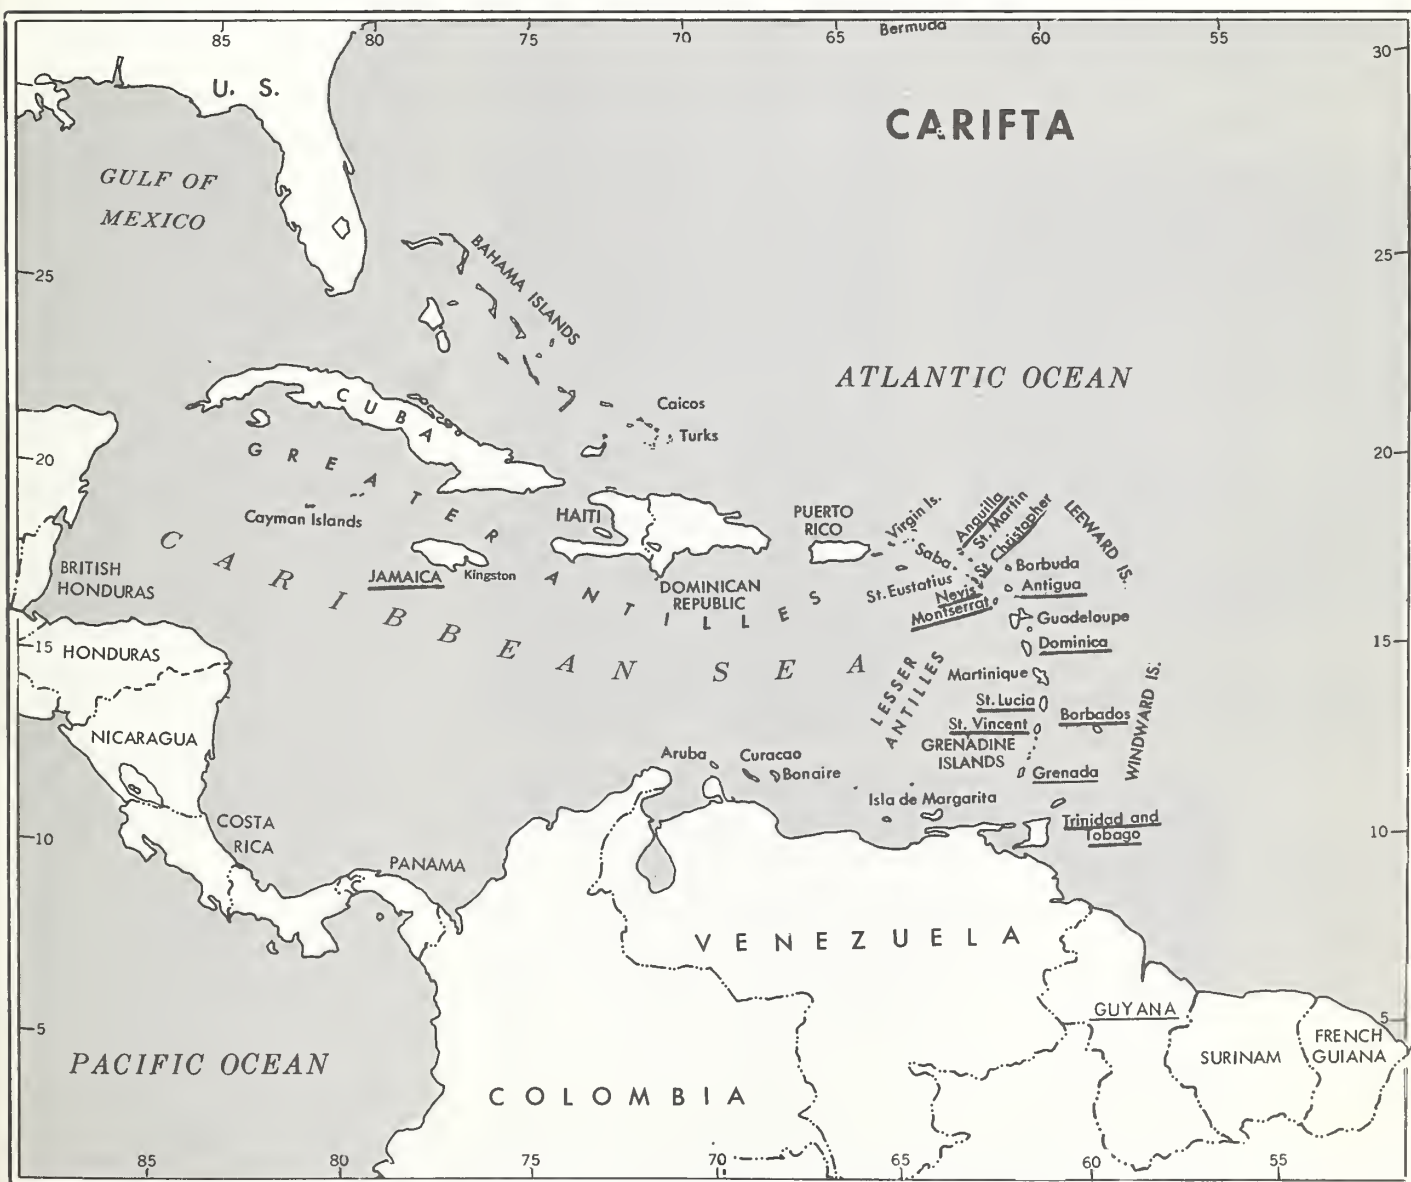 85
80
75
70
65
Bermuda
60
55
30
U. S.
CARIFTA
GULF OF
MEXICO
25
25
BAHAMA ISLANDS
ATLANTIC OCEAN
CUBA
Caicos
Turks
20
20
GREATER ANTILLES
Cayman Islands
HAITI
PUERTO
RICO
Virgin Is.
Anguilla
St. Martin
St. Christopher
LEEWARD IS.
CARIBBEAN SEA
BRITISH
HONDURAS
JAMAICA
Kingston
DOMINICAN
REPUBLIC
Saba
St. Eustatius
Nevis
Montserrat
Borbuda
Antigua
Guadeloupe
Dominica
15
15
HONDURAS
LESSER
ANTILLES
Martinique
St. Lucia
Borbados
St. Vincent
GRENADINE
ISLANDS
WINDWARD IS.
Grenada
NICARAGUA
Aruba
Curacao
Bonaire
Isla de Margarita
Trinidad and
Tobago
10
10
COSTA
RICA
PANAMA
VENEZUELA
GUYANA
5
5
SURINAM
FRENCH
GUIANA
PACIFIC OCEAN
COLOMBIA
85
80
75
70
65
60
55